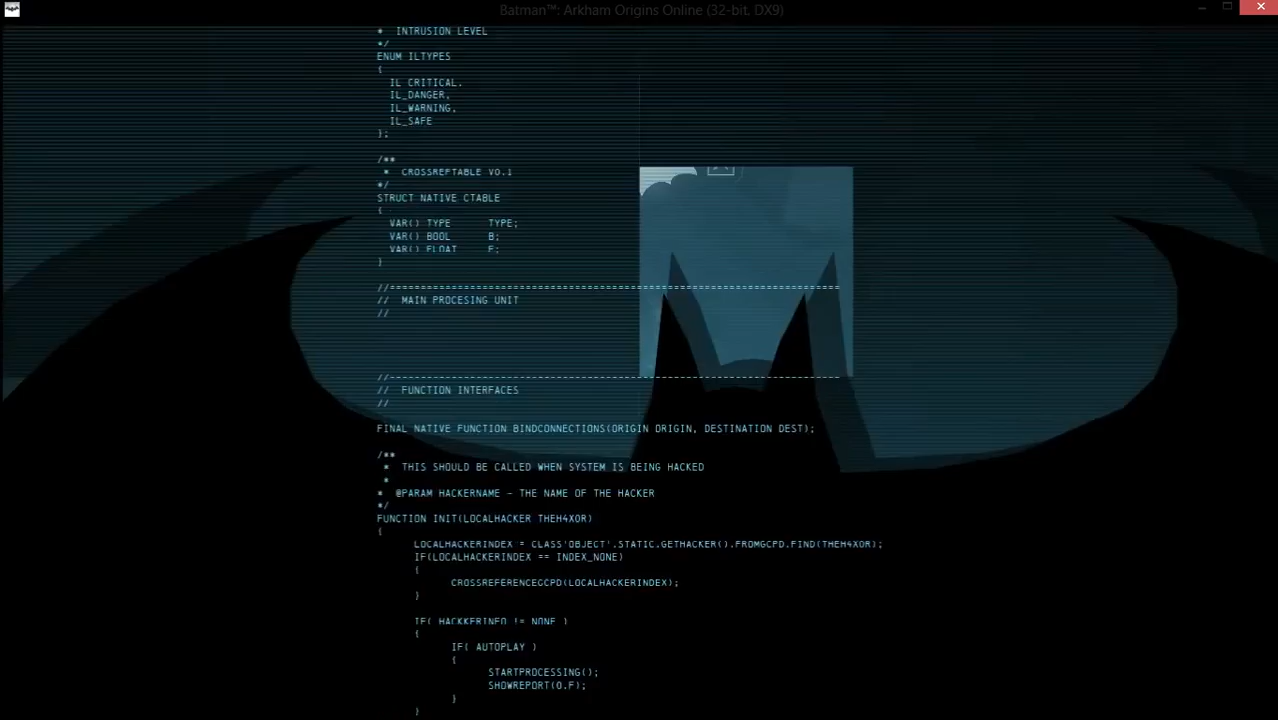 Batman™: Arkham Origins Online (32-bit, DX9)
* INTRUSION LEVEL
*/
ENUM ILTYPES
{
IL_CRITICAL,
IL_DANGER,
IL_WARNING,
IL_SAFE
};
/**
* CROSSREFTABLE V0.1
*/
STRUCT NATIVE CTABLE
{
VAR() TYPE TYPE;
VAR() BOOL B;
VAR() FLOAT F;
}
//-------------------------------------------------------------------------
// MAIN PROCESING UNIT
//
//-------------------------------------------------------------------------
// FUNCTION INTERFACES
//
FINAL NATIVE FUNCTION BINDCONNECTIONS(ORIGIN ORIGIN, DESTINATION DEST);
/**
* THIS SHOULD BE CALLED WHEN SYSTEM IS BEING HACKED
*
* @PARAM HACKERNAME - THE NAME OF THE HACKER
*/
FUNCTION INIT(LOCALHACKER THEH4XOR)
{
LOCALHACKERINDEX = CLASS'OBJECT'.STATIC.GETHACKER().FROMGCPD.FIND(THEH4XOR);
IF(LOCALHACKERINDEX == INDEX_NONE)
{
CROSSREFERENCEGCPD(LOCALHACKERINDEX);
}
IF( HACKKERINFO != NONE )
{
IF( AUTOPLAY )
{
STARTPROCESSING();
SHOWREPORT(0.F);
}
}